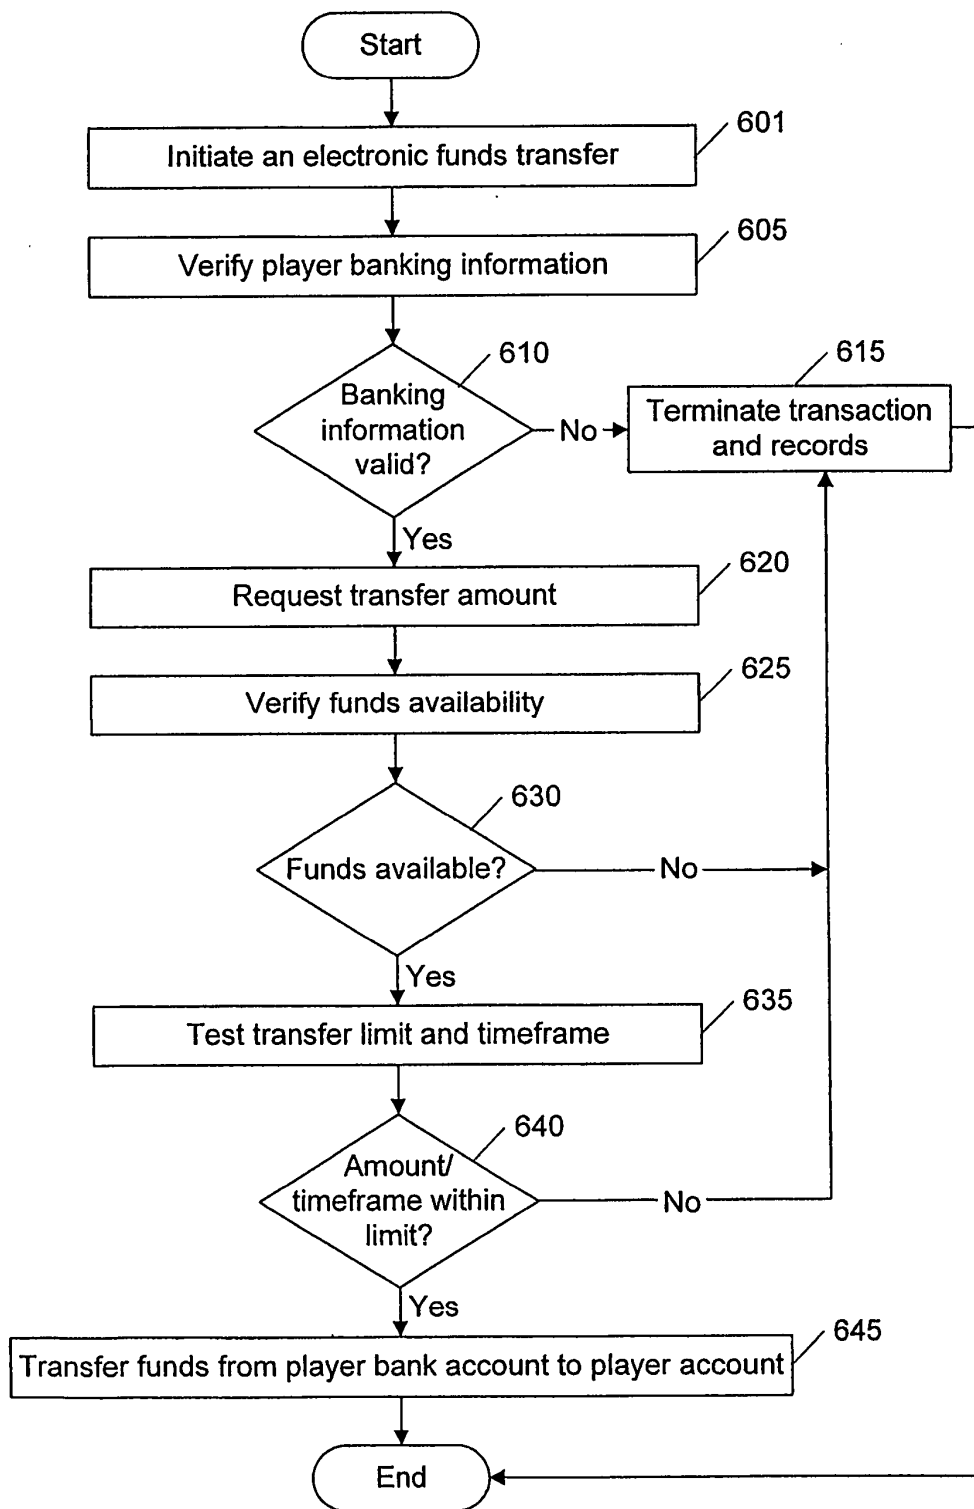 Start
601
Initiate an electronic funds transfer
605
Verify player banking information
610
615
Banking
information
valid?
No
Terminate transaction
and records
Yes
620
Request transfer amount
625
Verify funds availability
630
Funds available?
No
Yes
635
Test transfer limit and timeframe
640
Amount/
timeframe within
limit?
No
Yes
645
Transfer funds from player bank account to player account
End